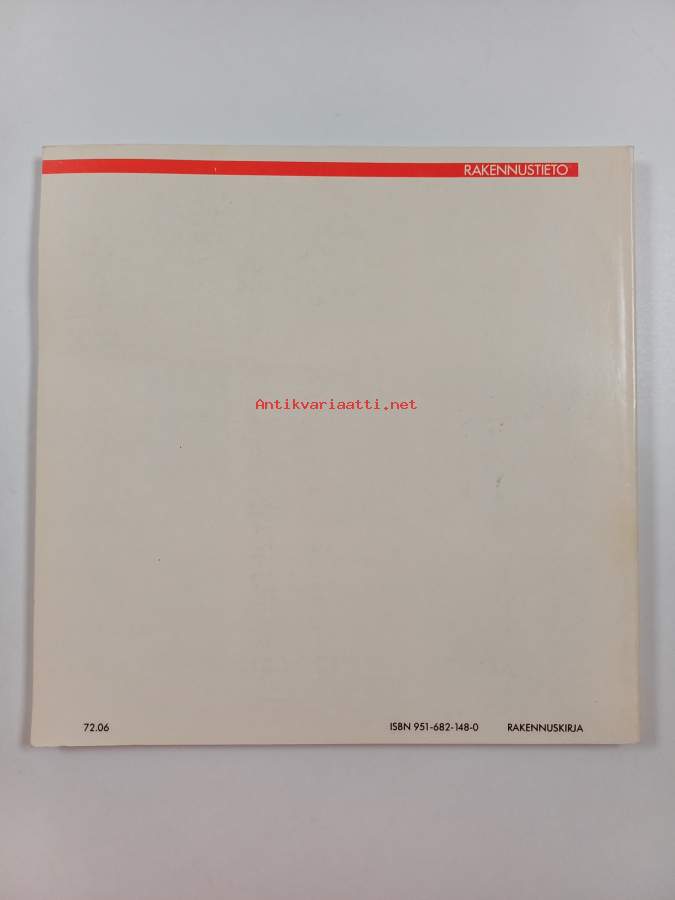 RAKENNUSTIETO
Antikvariaatti.net
72.06 ISBN 951-682-148-0 RAKENNUSKIRJA